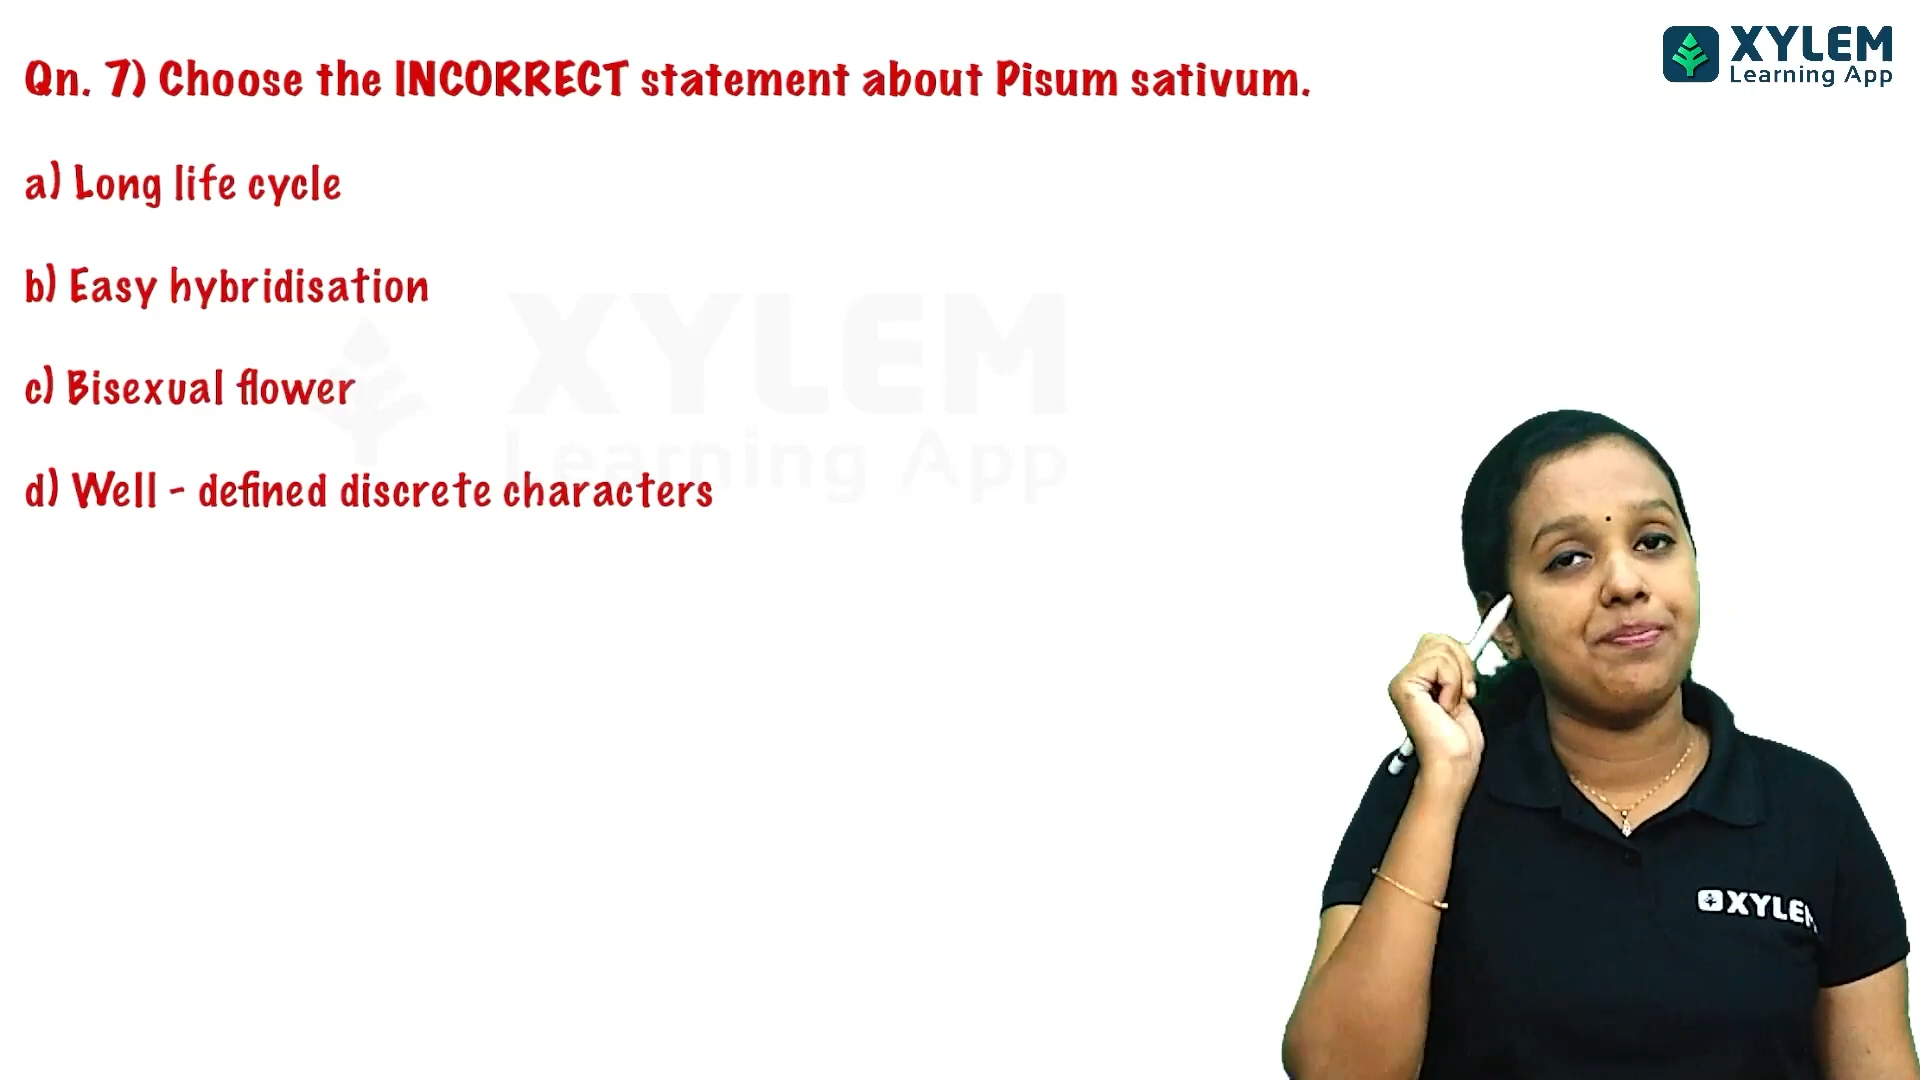 XYLEM
Learning App
Qn. 7) Choose the INCORRECT statement about Pisum sativum.
a) Long life cycle
b) Easy hybridisation
c) Bisexual flower
d) Well - defined discrete characters
XYLEM
Learning App
XYLEM